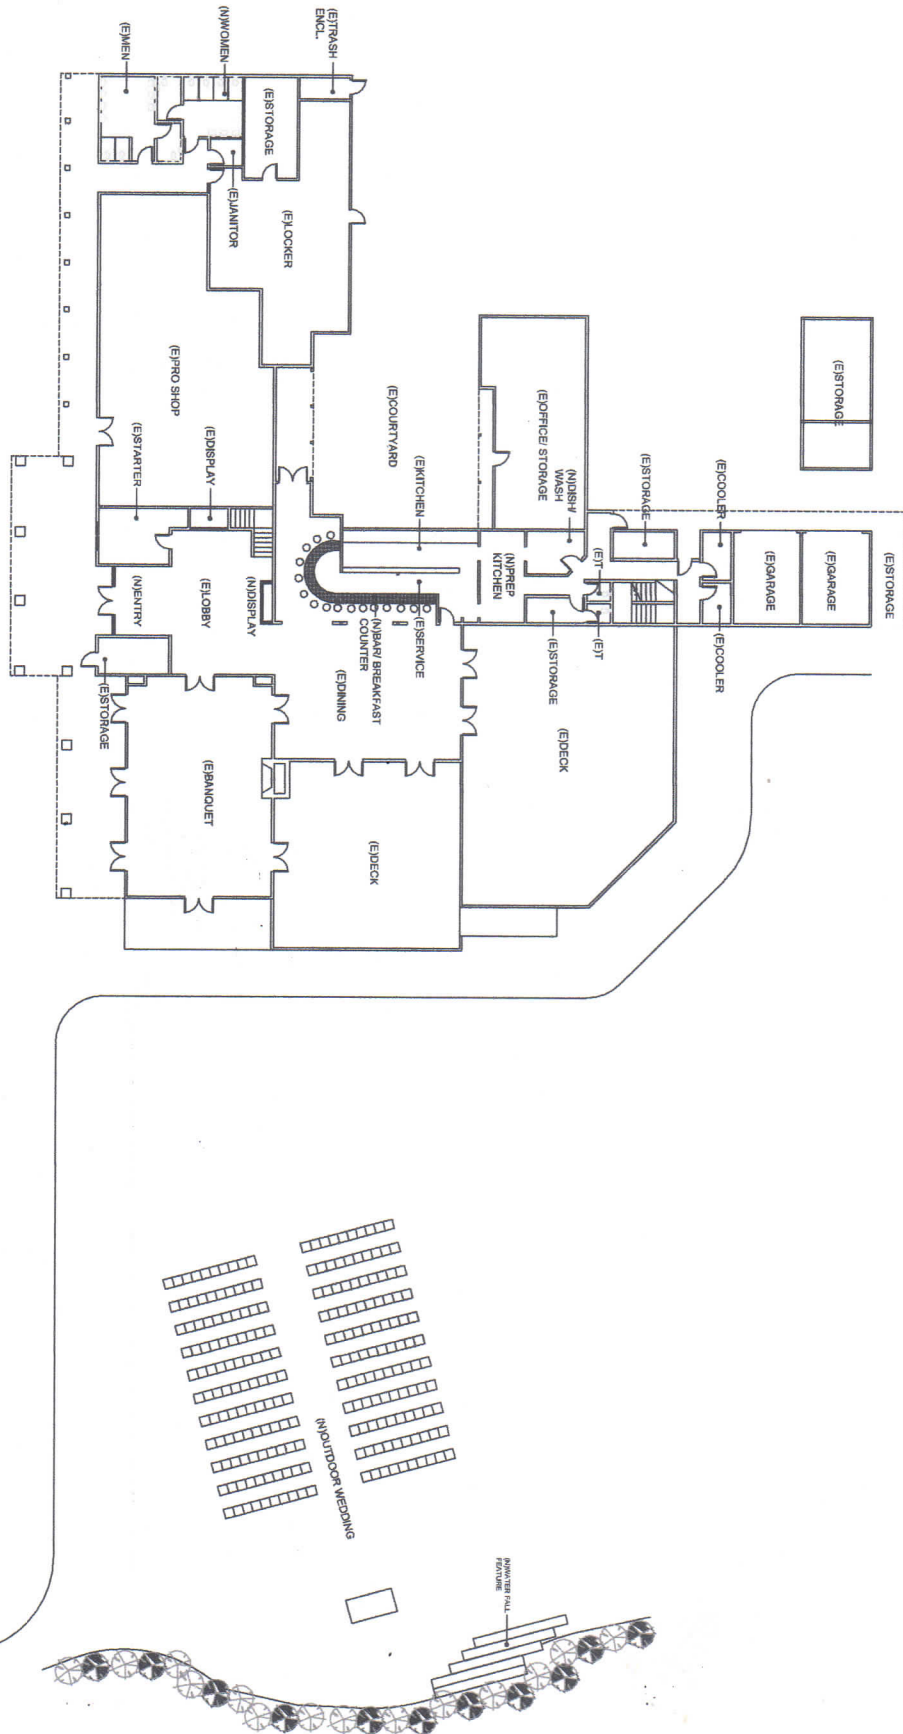 (E)TRASH
ENCL.
(N)WOMEN
(E)MEN
(E)STORAGE
(E)JANITOR
(E)LOCKER
(E)PRO SHOP
(E)STARTER
(E)DISPLAY
(E)COURTYARD
(E)KITCHEN
(E)OFFICE/ STORAGE
(N)DISH/
WASH
(E)STORAGE
(E)COOLER
(E)STORAGE
(E)STORAGE
(E)GARAGE
(E)GARAGE
(E)T
(E)T
(N)PREP
KITCHEN
(E)STORAGE
(E)COOLER
(N)ENTRY
(E)LOBBY
(N)DISPLAY
(E)SERVICE
(N)BAR/ BREAKFAST
COUNTER
(E)DINING
(E)STORAGE
(E)BANQUET
(E)DECK
(E)DECK
(N)OUTDOOR WEDDING
(N)WATER FALL
FEATURE